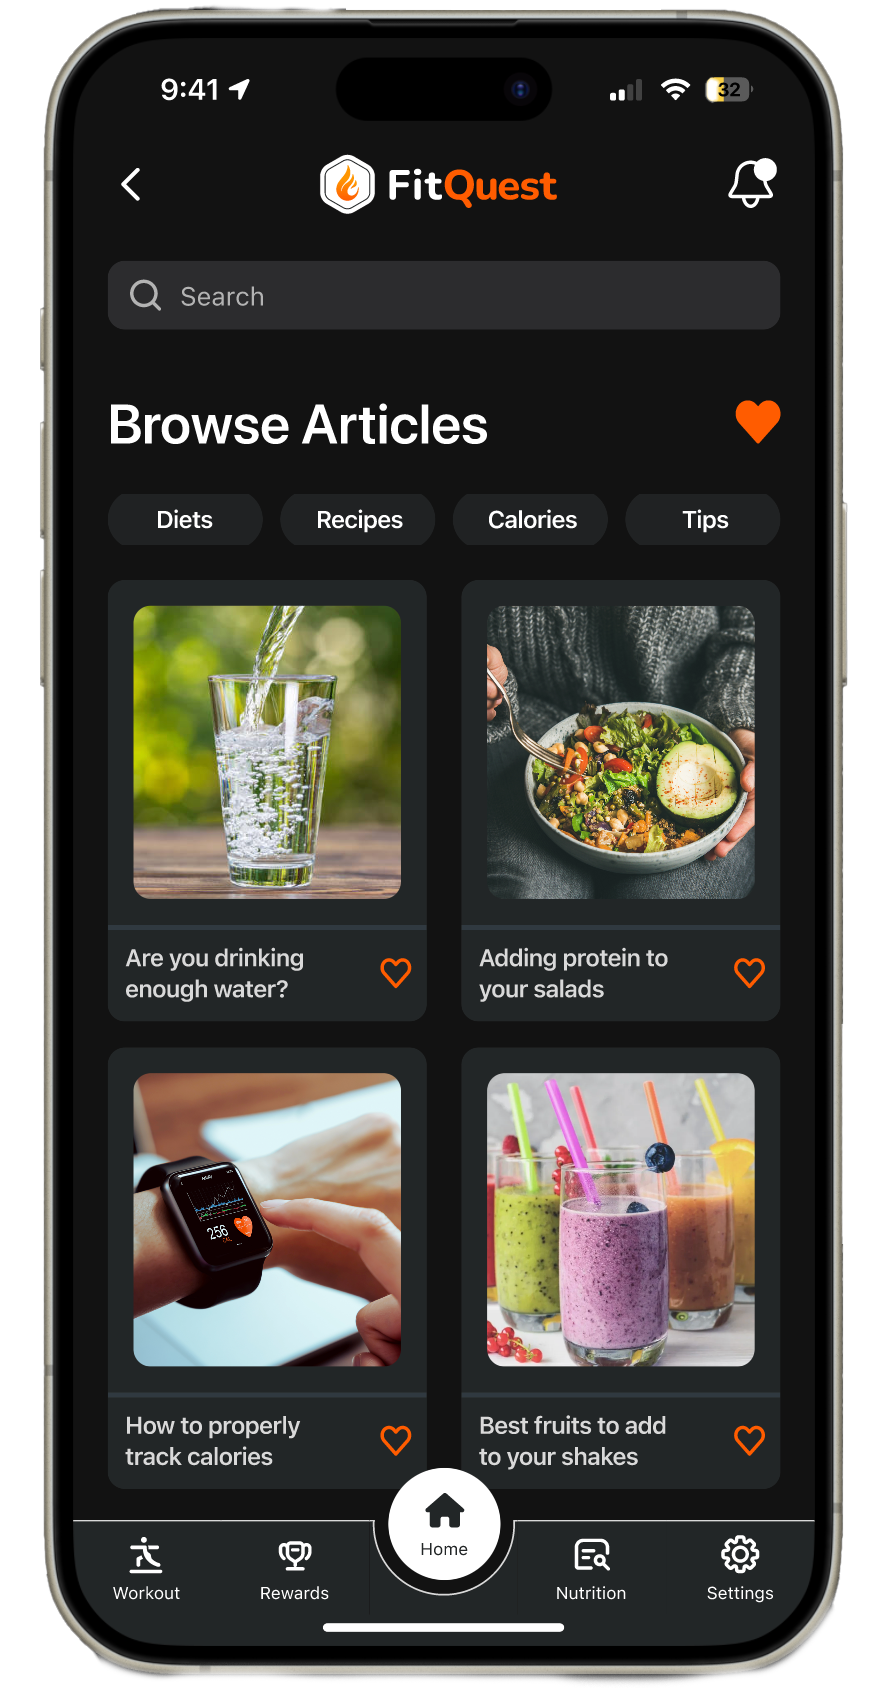 9:41
32
FitQuest
Search
Browse Articles
Diets Recipes Calories Tips
Are you drinking
enough water?
Adding protein to
your salads
256
How to properly
track calories
Best fruits to add
to your shakes
Workout Rewards Home Nutrition Settings